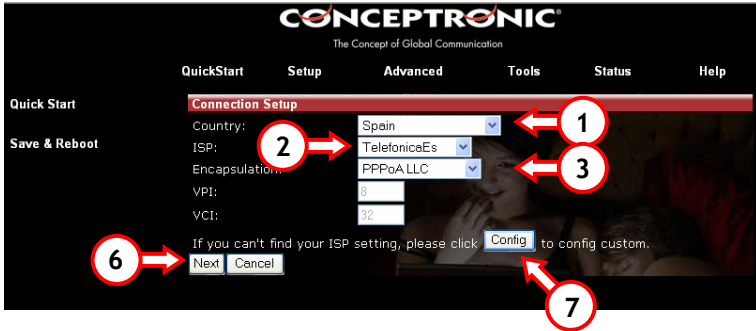 CONCEPTRONIC®
The Concept of Global Communication
QuickStart Setup Advanced Tools Status Help
Quick Start
Save & Reboot
Connection Setup
Country: Spain 1
ISP: 2 TelefonicaEs
Encapsulation: PPPoA LLC 3
VPI: 8
VCI: 32
If you can't find your ISP setting, please click Config to config custom.
6 Next Cancel
7